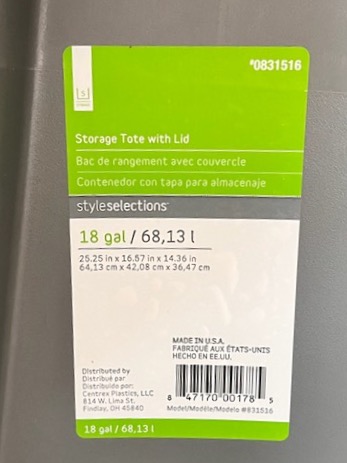 #0831516
S
Storage Tote with Lid
Bac de rangement avec couvercle
Contenedor con tapa para almacenaje
styleselections
18 gal / 68,13 l
25.25 in x 16.57 in x 14.36 in
64,13 cm x 42,08 cm x 36,47 cm
MADE IN U.S.A.
FABRIQUÉ AUX ÉTATS-UNIS
HECHO EN EE.UU.
Distributed by
Distribué par
Distribuido por:
Centrex Plastics, LLC
814 W. Lima St.
Findlay, OH 45840
8 47170 00178 5
Model/Modèle/Modelo #831516
18 gal / 68,13 l